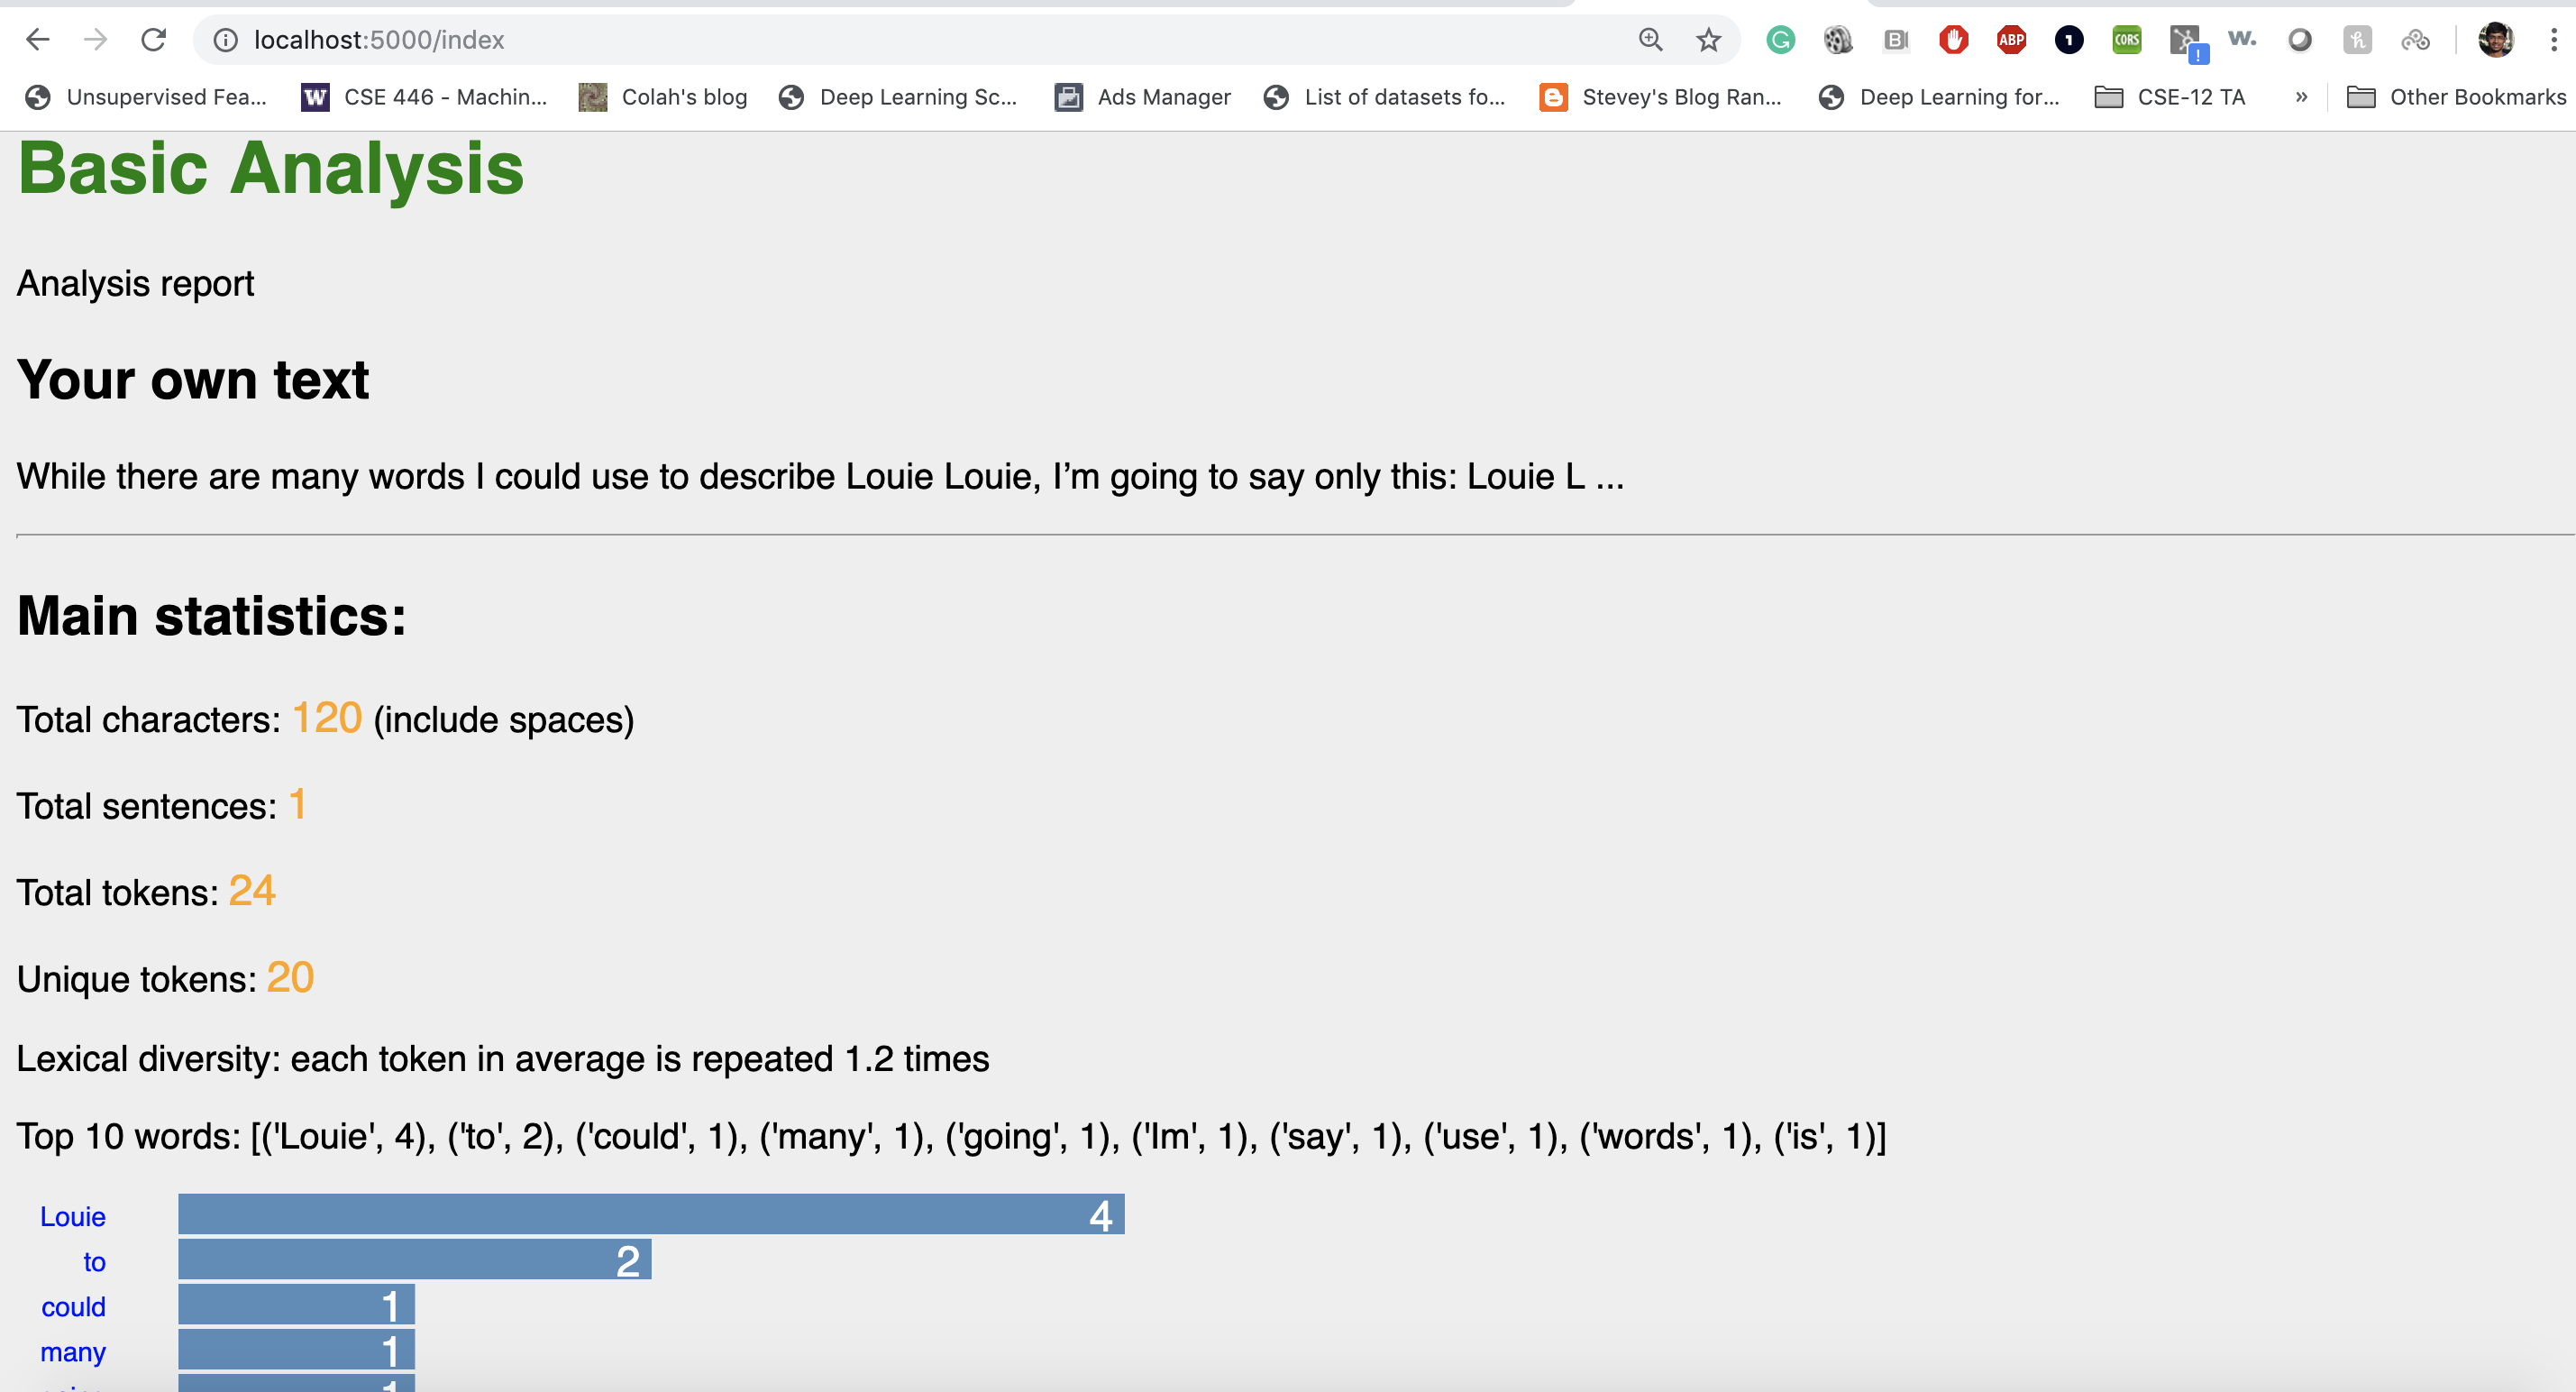 localhost:5000/index
ABP
1
CORS
w.
h
Unsupervised Fea...
W
CSE 446 - Machin...
Colah's blog
Deep Learning Sc...
Ads Manager
List of datasets fo...
Stevey's Blog Ran...
Deep Learning for...
CSE-12 TA
»
Other Bookmarks
Basic Analysis
Analysis report
Your own text
While there are many words I could use to describe Louie Louie, I’m going to say only this: Louie L ...
Main statistics:
Total characters: 120 (include spaces)
Total sentences: 1
Total tokens: 24
Unique tokens: 20
Lexical diversity: each token in average is repeated 1.2 times
Top 10 words: [('Louie', 4), ('to', 2), ('could', 1), ('many', 1), ('going', 1), ('Im', 1), ('say', 1), ('use', 1), ('words', 1), ('is', 1)]
Louie 4
to 2
could 1
many 1